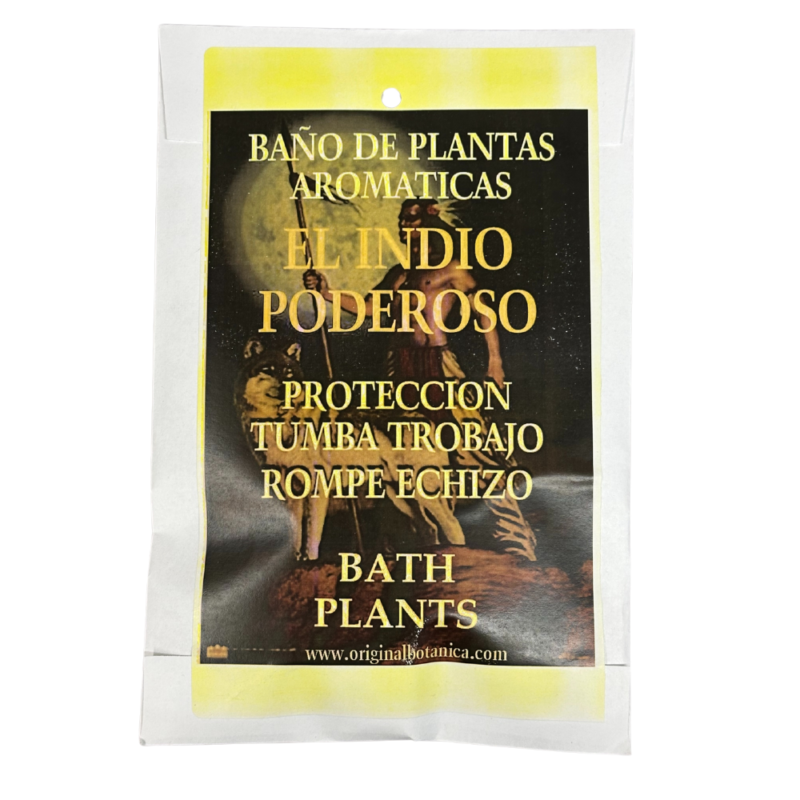 BAÑO DE PLANTAS
AROMATICAS
EL INDIO
PODEROSO
PROTECCION
TUMBA TROBAJO
ROMPE ECHIZO
BATH
PLANTS
www.originalbotanica.com